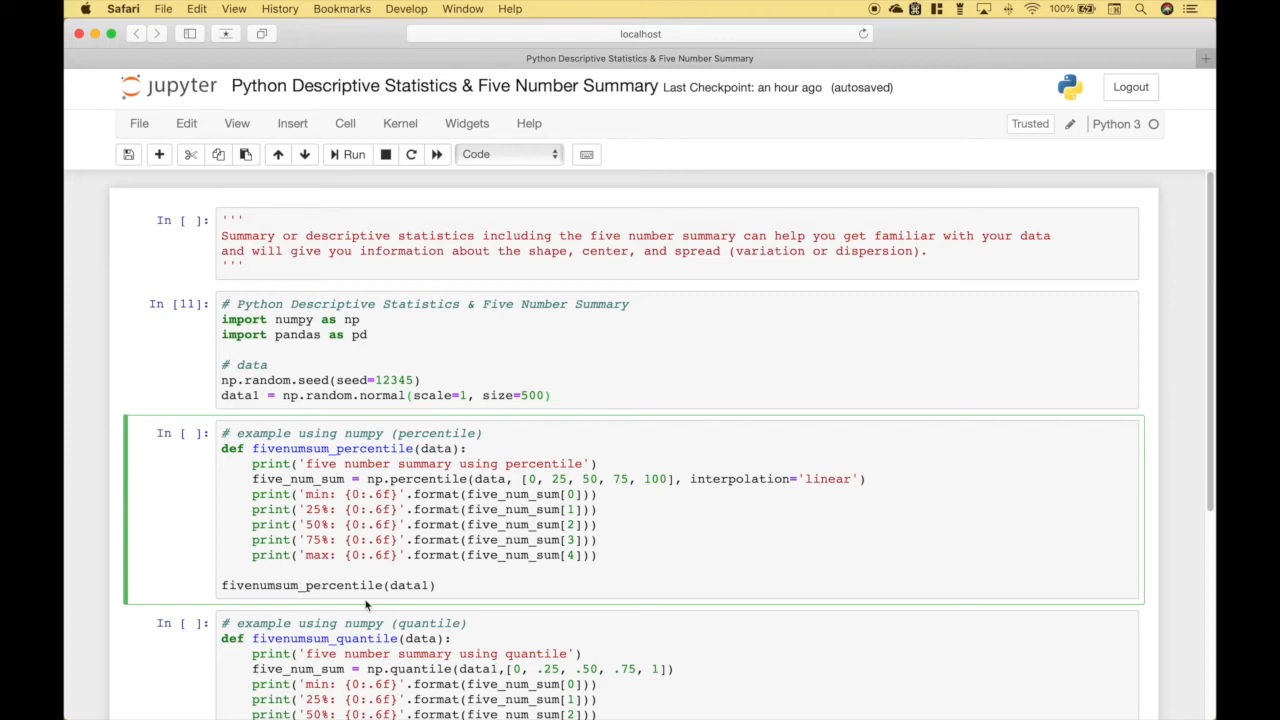 Safari File Edit View History Bookmarks Develop Window Help 100%
localhost
Python Descriptive Statistics & Five Number Summary
jupyter Python Descriptive Statistics & Five Number Summary Last Checkpoint: an hour ago (autosaved) Logout
File Edit View Insert Cell Kernel Widgets Help Trusted Python 3
Run Code
In [ ]: '''
Summary or descriptive statistics including the five number summary can help you get familiar with your data
and will give you information about the shape, center, and spread (variation or dispersion).
'''
In [11]: # Python Descriptive Statistics & Five Number Summary
import numpy as np
import pandas as pd
# data
np.random.seed(seed=12345)
data1 = np.random.normal(scale=1, size=500)
In [ ]: # example using numpy (percentile)
def fivenumsum_percentile(data):
    print('five number summary using percentile')
    five_num_sum = np.percentile(data, [0, 25, 50, 75, 100], interpolation='linear')
    print('min: {0:.6f}'.format(five_num_sum[0]))
    print('25%: {0:.6f}'.format(five_num_sum[1]))
    print('50%: {0:.6f}'.format(five_num_sum[2]))
    print('75%: {0:.6f}'.format(five_num_sum[3]))
    print('max: {0:.6f}'.format(five_num_sum[4]))
fivenumsum_percentile(data1)
In [ ]: # example using numpy (quantile)
def fivenumsum_quantile(data):
    print('five number summary using quantile')
    five_num_sum = np.quantile(data1,[0, .25, .50, .75, 1])
    print('min: {0:.6f}'.format(five_num_sum[0]))
    print('25%: {0:.6f}'.format(five_num_sum[1]))
    print('50%: {0:.6f}'.format(five_num_sum[2]))